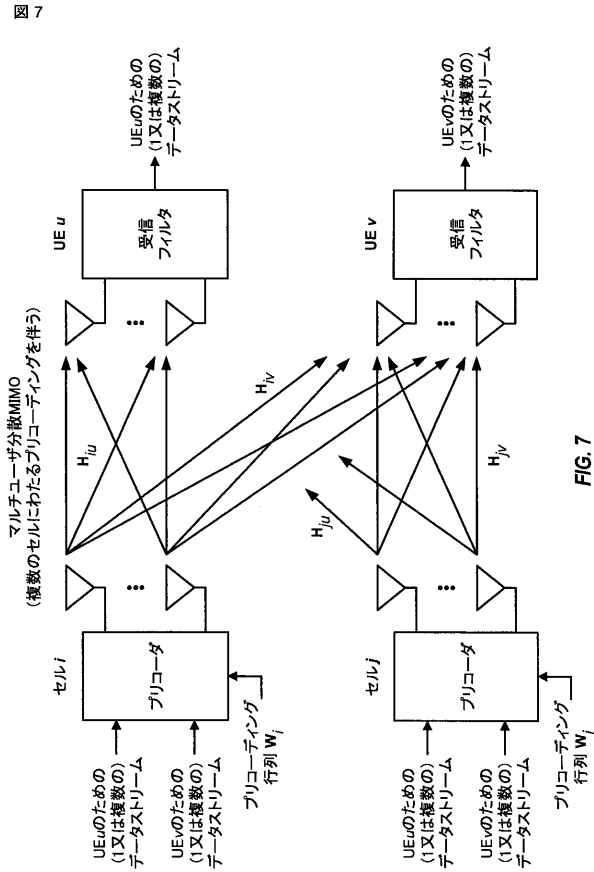 図 7
マルチユーザ分散MIMO
(複数のセルにわたるプリコーディングを伴う)
UEuのための
(1又は複数の)
データストリーム
UEvのための
(1又は複数の)
データストリーム
セル i
プリコーダ
プリコーディング
行列 Wi
Hiu
Hiv
UE u
受信
フィルタ
UEuのための
(1又は複数の)
データストリーム
UEuのための
(1又は複数の)
データストリーム
UEvのための
(1又は複数の)
データストリーム
セル j
プリコーダ
プリコーディング
行列 Wj
Hju
Hjv
UE v
受信
フィルタ
UEvのための
(1又は複数の)
データストリーム
FIG. 7